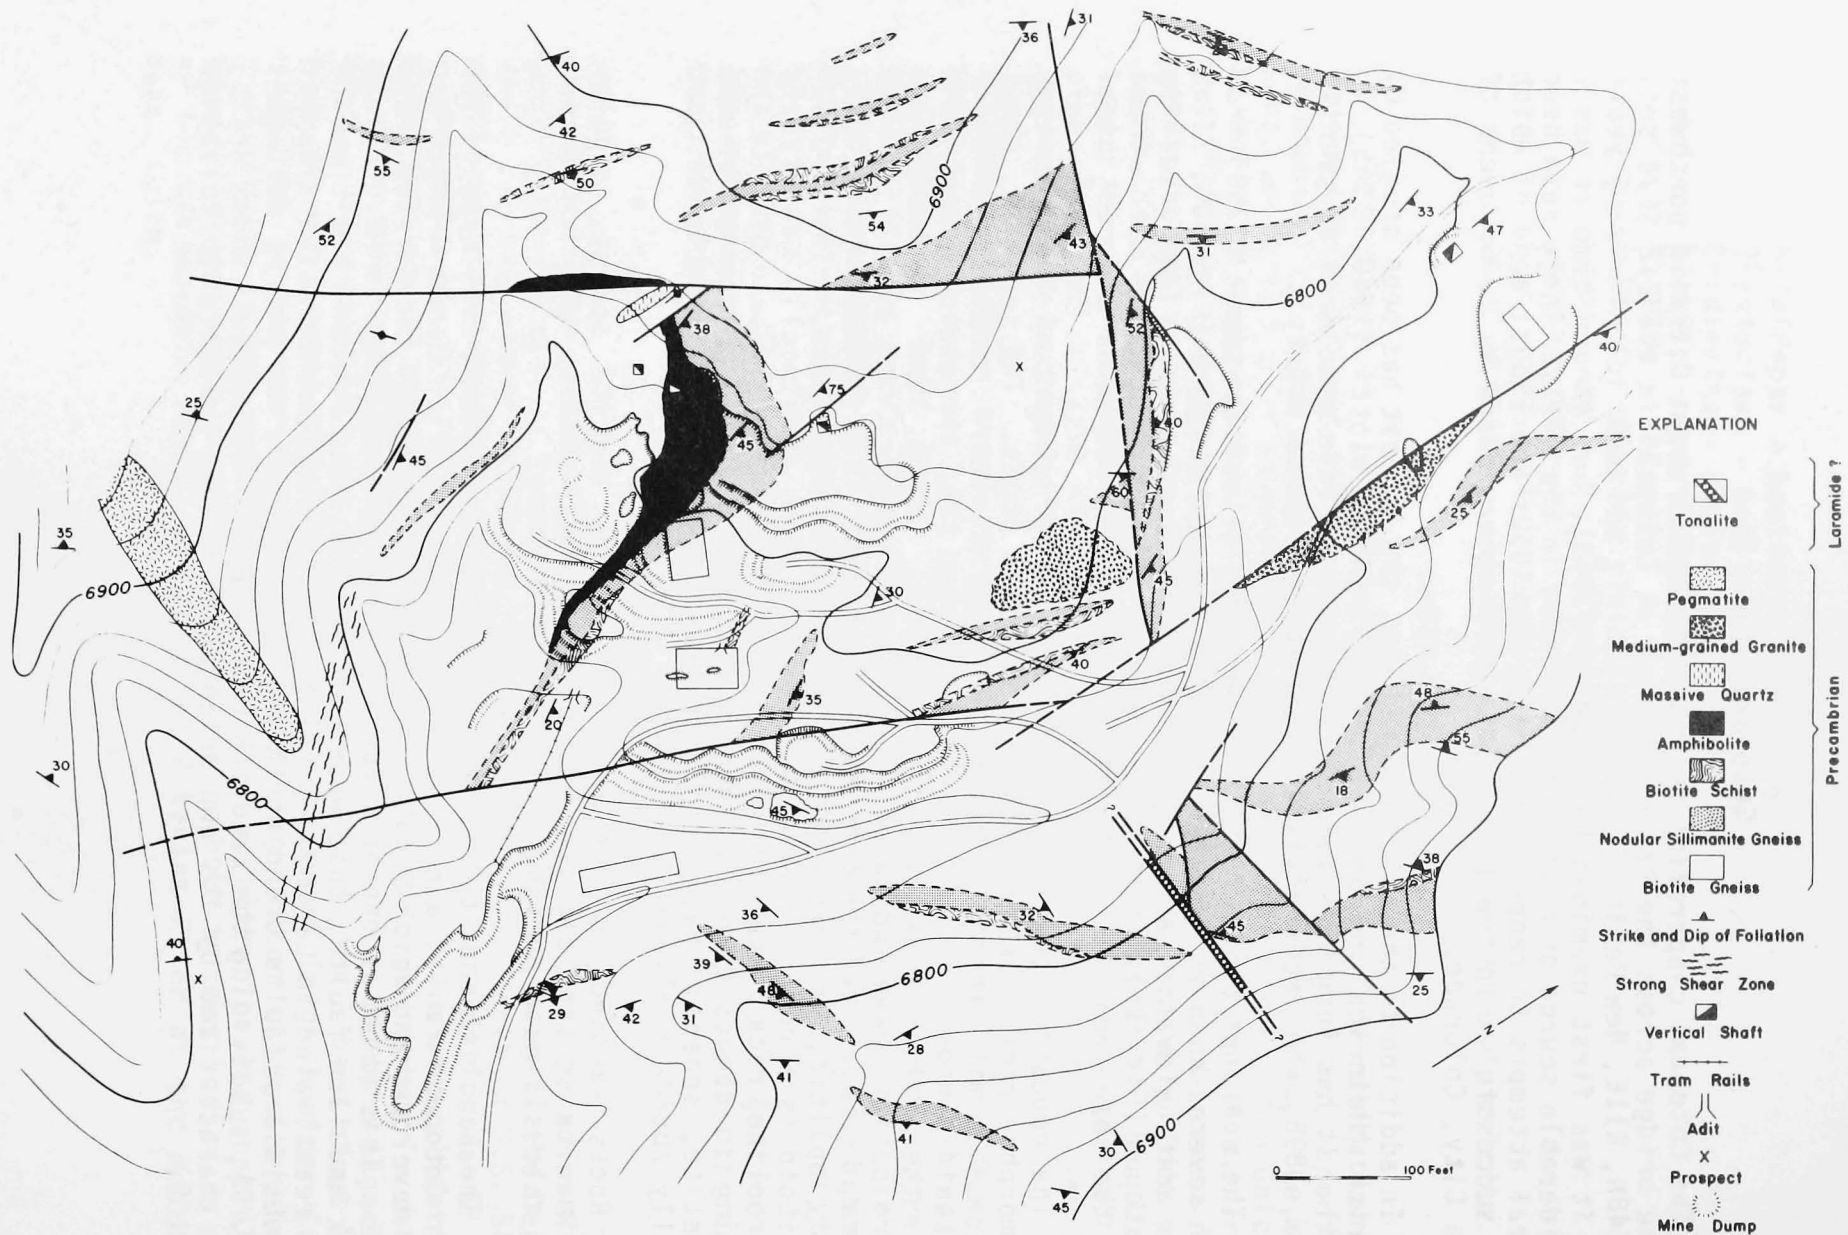 31
36
40
42
55
50
52
54
6900
43
33
47
31
32
6800
52
38
40
75
25
45
45
40
60
25
35
6900
45
30
40
35
20
48
55
30
18
6800
45
38
36
32
45
40
39
6800
48
25
29
42
31
28
41
41
30
6900
45
N
0 100 Feet
EXPLANATION
Tonalite
Laramide ?
Pegmatite
Medium-grained Granite
Massive Quartz
Amphibolite
Biotite Schist
Nodular Sillimanite Gneiss
Biotite Gneiss
Precambrian
Strike and Dip of Foliation
Strong Shear Zone
Vertical Shaft
Tram Rails
Adit
X
Prospect
Mine Dump